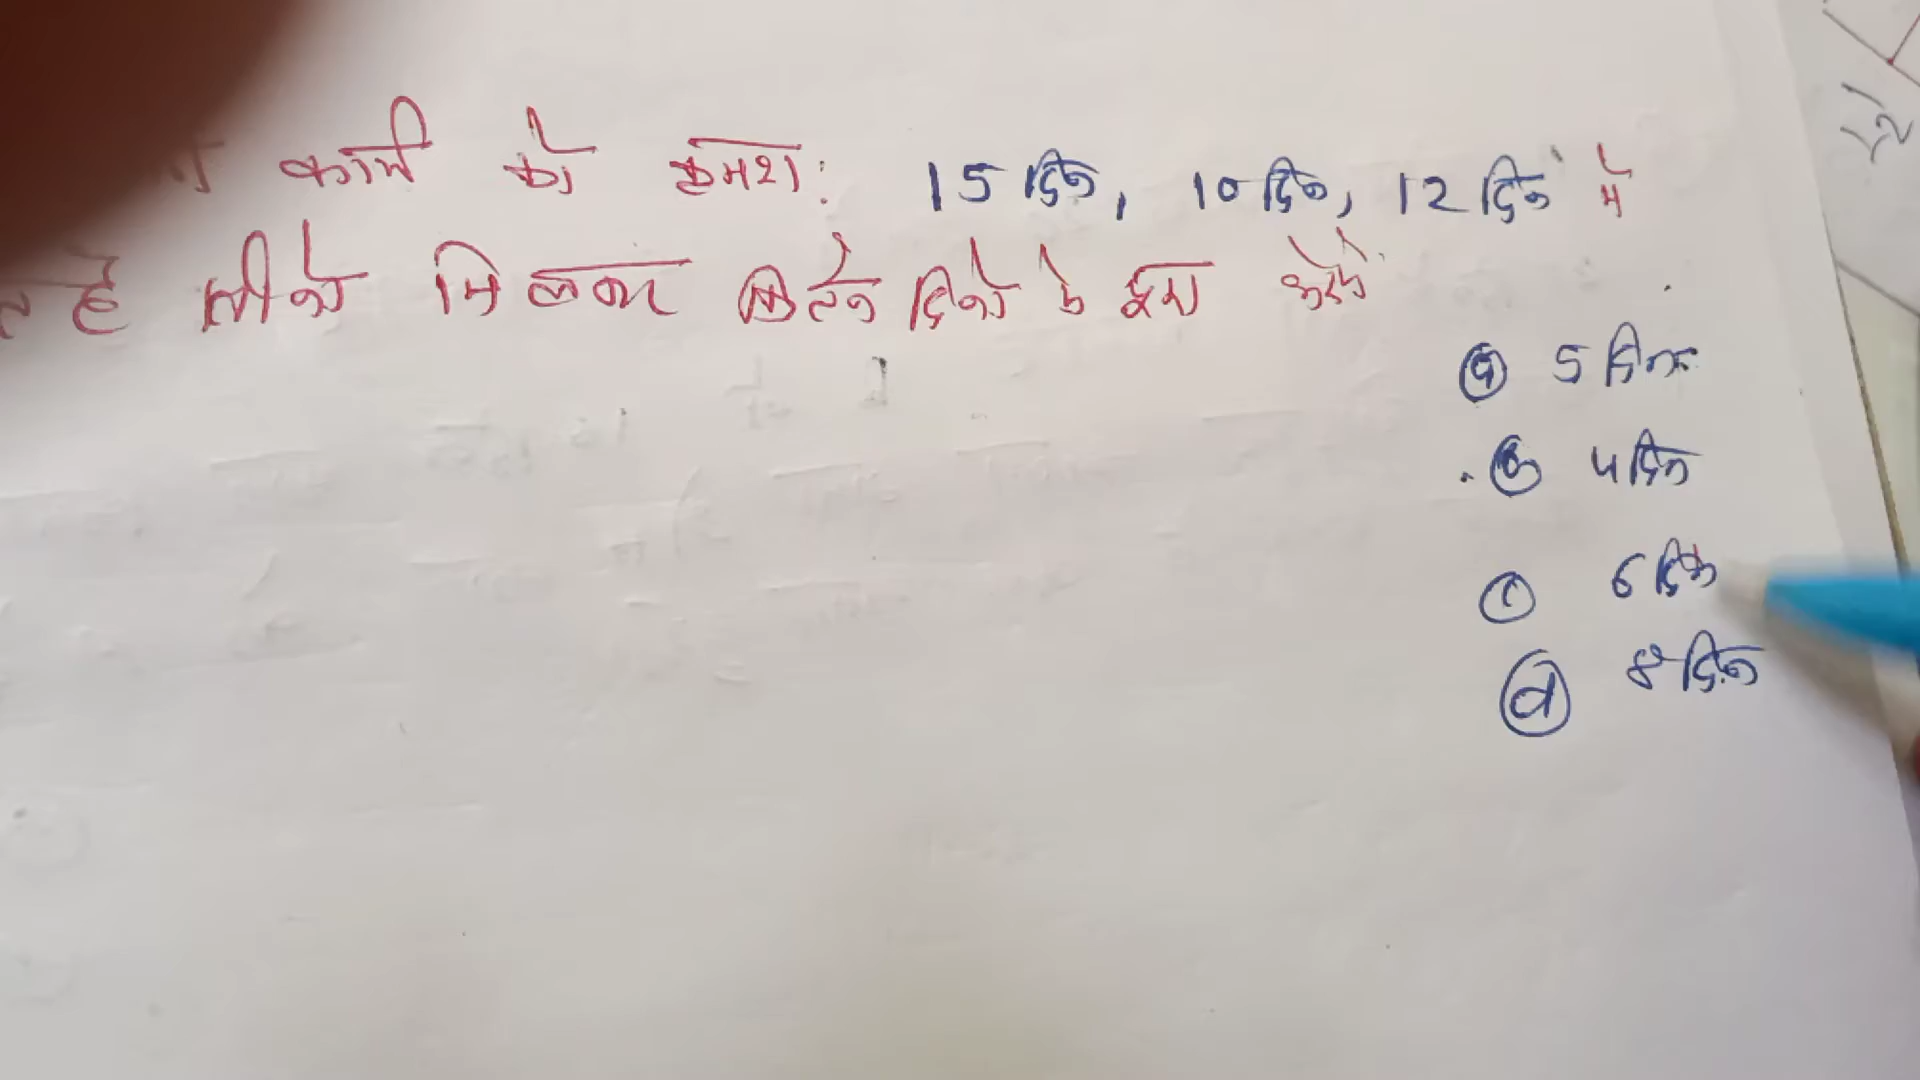 कार्य को क्रमश: 15 दिन, 10 दिन, 12 दिन में
है तीनो मिलकर कितने दिनो मे पूरा करेगे
a 5 दिन
b 4 दिन
c 6 दिन
d 8 दिन